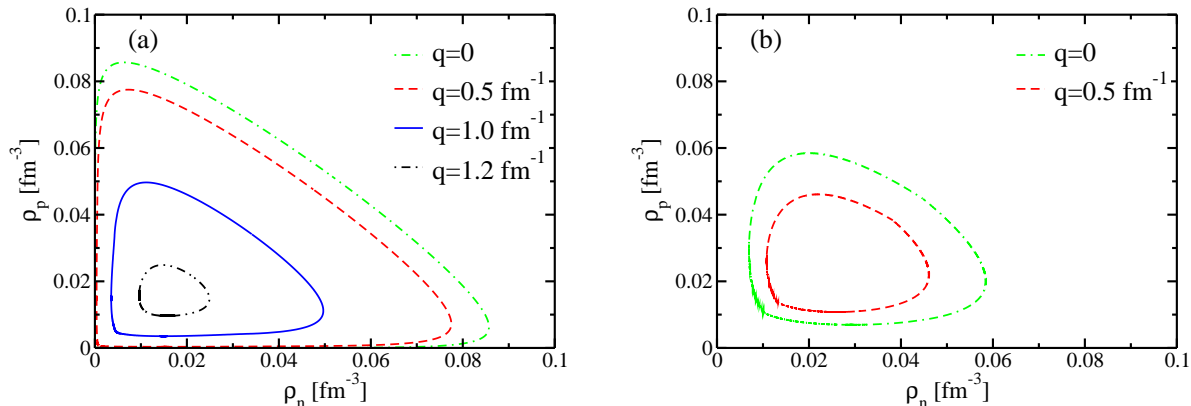 0.1
0.08
0.06
0.04
0.02
0
ρp [fm-3]
(a)
q=0
q=0.5 fm-1
q=1.0 fm-1
q=1.2 fm-1
0 0.02 0.04 0.06 0.08 0.1
ρn [fm-3]
0.1
0.08
0.06
0.04
0.02
0
ρp [fm-3]
(b)
q=0
q=0.5 fm-1
0 0.02 0.04 0.06 0.08 0.1
ρn [fm-3]